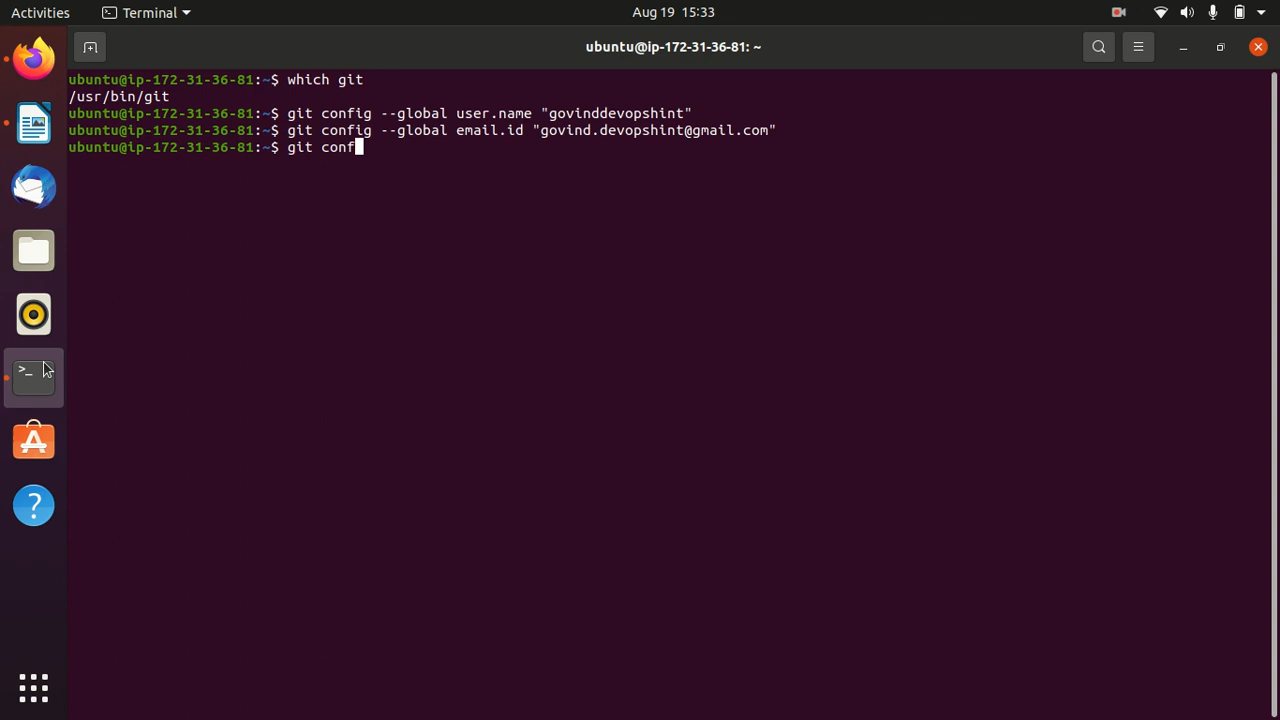 Activities
Terminal
Aug 19 15:33
ubuntu@ip-172-31-36-81: ~
ubuntu@ip-172-31-36-81:~$ which git
/usr/bin/git
ubuntu@ip-172-31-36-81:~$ git config --global user.name "govinddevopshint"
ubuntu@ip-172-31-36-81:~$ git config --global email.id "govind.devopshint@gmail.com"
ubuntu@ip-172-31-36-81:~$ git conf